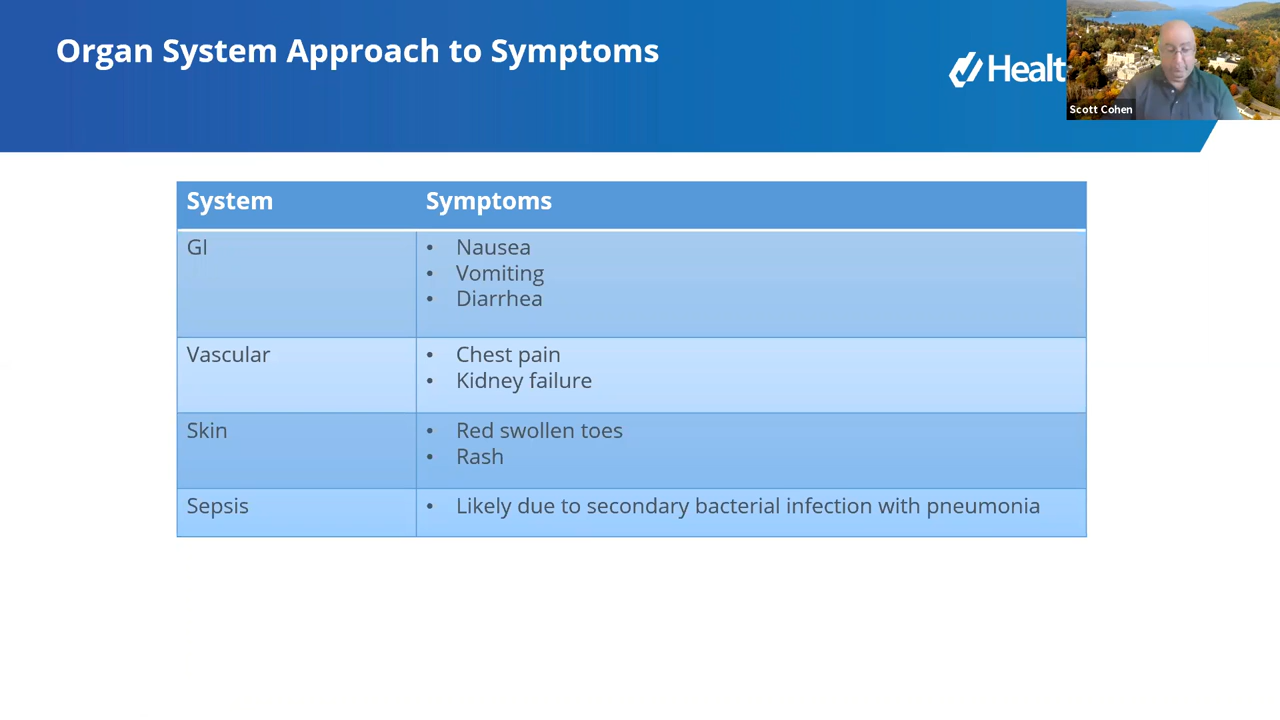 Organ System Approach to Symptoms
Healt
Scott Cohen
System Symptoms
GI
• Nausea
• Vomiting
• Diarrhea
Vascular
• Chest pain
• Kidney failure
Skin
• Red swollen toes
• Rash
Sepsis
• Likely due to secondary bacterial infection with pneumonia